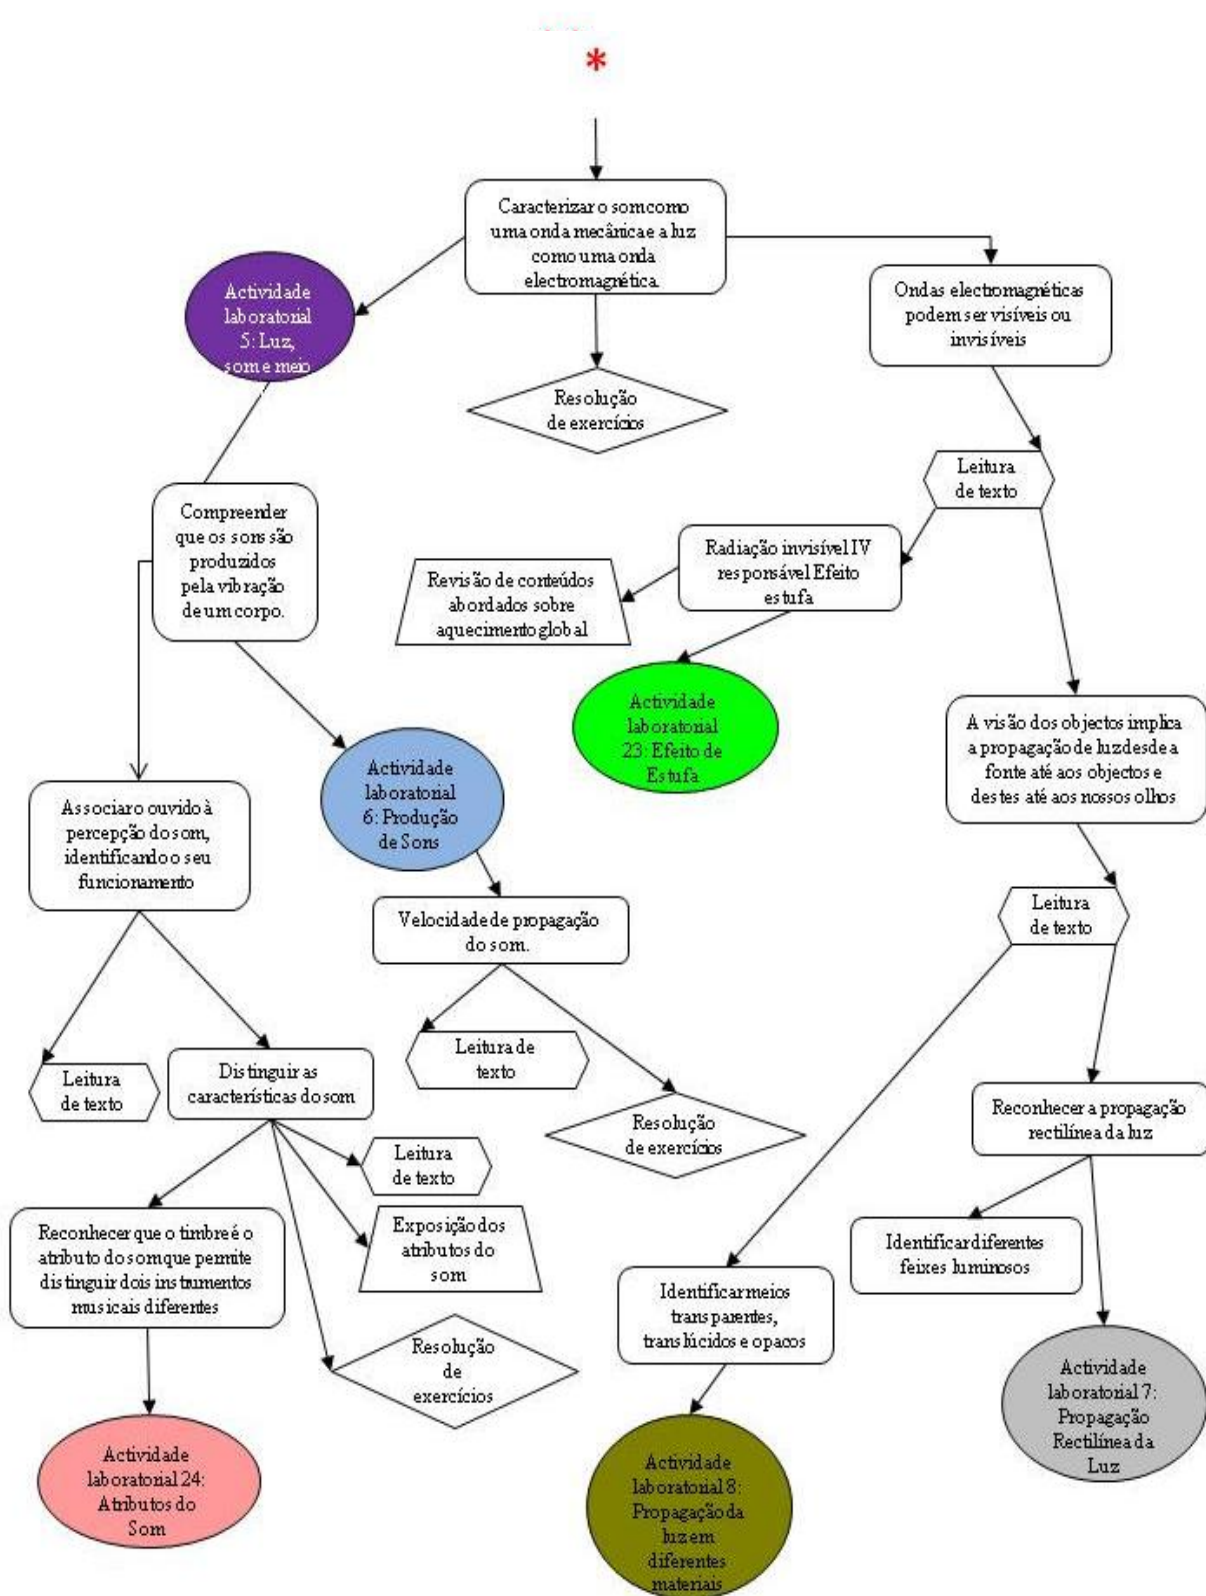 *
Caracterizar o som como
uma onda mecânica e a luz
como uma onda
electromagnética.
Actividade
laboratorial
5: Luz,
som e meio
Ondas electromagnéticas
podem ser visíveis ou
invisíveis
Resolução
de exercícios
Leitura
de texto
Compreender
que os sons são
produzidos
pela vibração
de um corpo.
Radiação invisível IV
responsável Efeito
estufa
Revisão de conteúdos
abordados sobre
aquecimento global
Actividade
laboratorial
23: Efeito de
Estufa
A visão dos objectos implica
a propagação de luz desde a
fonte até aos objectos e
destes até aos nossos olhos
Actividade
laboratorial
6: Produção
de Sons
Associar o ouvido à
percepção do som,
identificando o seu
funcionamento
Leitura
de texto
Velocidade de propagação
do som.
Leitura de
texto
Leitura
de texto
Distinguir as
características do som
Resolução
de exercícios
Reconhecer a propagação
rectilínea da luz
Leitura
de texto
Exposição dos
atributos do
som
Reconhecer que o timbre é o
atributo do som que permite
distinguir dois instrumentos
musicais diferentes
Identificar diferentes
feixes luminosos
Identificar meios
transparentes,
translúcidos e opacos
Resolução
de
exercícios
Actividade
laboratorial 7:
Propagação
Rectilínea da
Luz
Actividade
laboratorial 24:
Atributos do
Som
Actividade
laboratorial 8:
Propagação da
luz em
diferentes
materiais